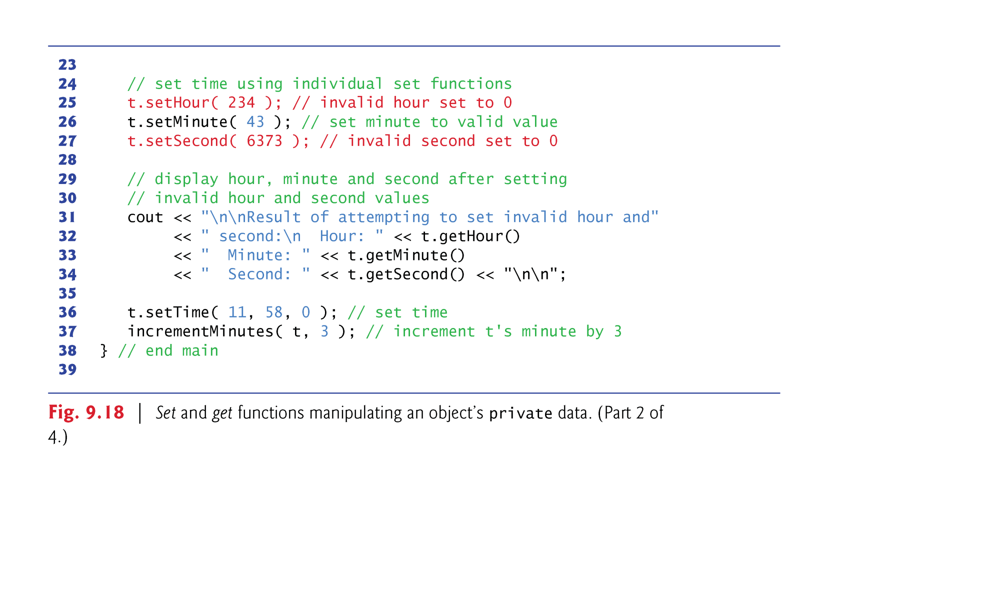 23
24 // set time using individual set functions
25 t.setHour( 234 ); // invalid hour set to 0
26 t.setMinute( 43 ); // set minute to valid value
27 t.setSecond( 6373 ); // invalid second set to 0
28
29 // display hour, minute and second after setting
30 // invalid hour and second values
31 cout << "\n\nResult of attempting to set invalid hour and"
32 << " second:\n  Hour: " << t.getHour()
33 << "  Minute: " << t.getMinute()
34 << "  Second: " << t.getSecond() << "\n\n";
35
36 t.setTime( 11, 58, 0 ); // set time
37 incrementMinutes( t, 3 ); // increment t's minute by 3
38 } // end main
39
Fig. 9.18 | Set and get functions manipulating an object’s private data. (Part 2 of
4.)